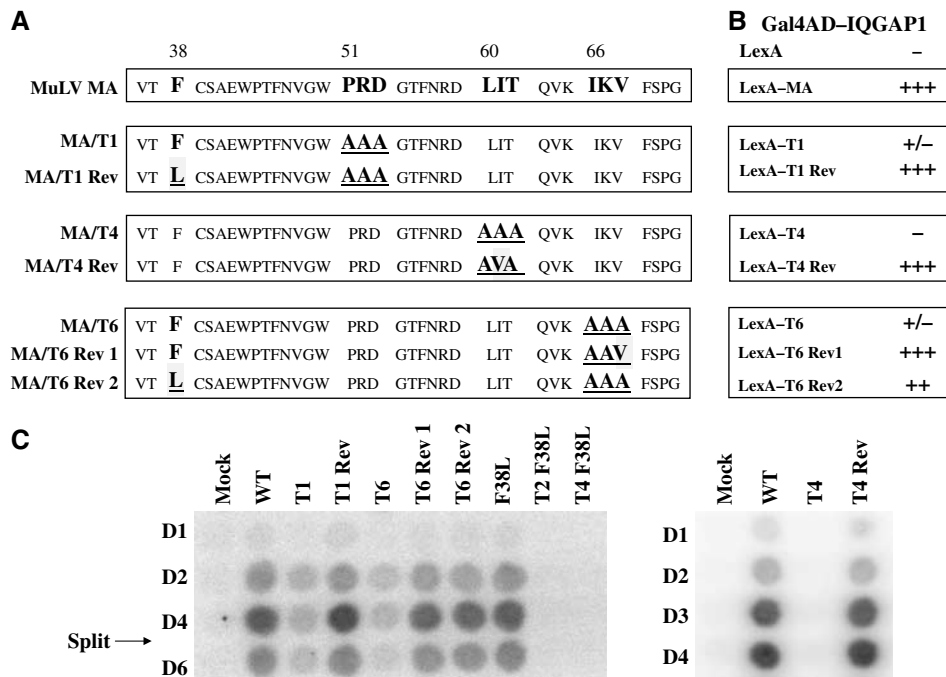 A
B Gal4AD–IQGAP1
38 51 60 66
LexA –
MuLV MA VT F CSAEWPTFNVGW PRD GTFNRD LIT QVK IKV FSPG
LexA–MA +++
MA/T1 VT F CSAEWPTFNVGW AAA GTFNRD LIT QVK IKV FSPG
LexA–T1 +/–
MA/T1 Rev VT L CSAEWPTFNVGW AAA GTFNRD LIT QVK IKV FSPG
LexA–T1 Rev +++
MA/T4 VT F CSAEWPTFNVGW PRD GTFNRD AAA QVK IKV FSPG
LexA–T4 –
MA/T4 Rev VT F CSAEWPTFNVGW PRD GTFNRD AVA QVK IKV FSPG
LexA–T4 Rev +++
MA/T6 VT F CSAEWPTFNVGW PRD GTFNRD LIT QVK AAA FSPG
LexA–T6 +/–
MA/T6 Rev 1 VT F CSAEWPTFNVGW PRD GTFNRD LIT QVK AAV FSPG
LexA–T6 Rev1 +++
MA/T6 Rev 2 VT L CSAEWPTFNVGW PRD GTFNRD LIT QVK AAA FSPG
LexA–T6 Rev2 ++
C
Mock WT T1 T1 Rev T6 T6 Rev 1 T6 Rev 2 F38L T2 F38L T4 F38L
D1
D2
D4
Split
D6
Mock WT T4 T4 Rev
D1
D2
D3
D4